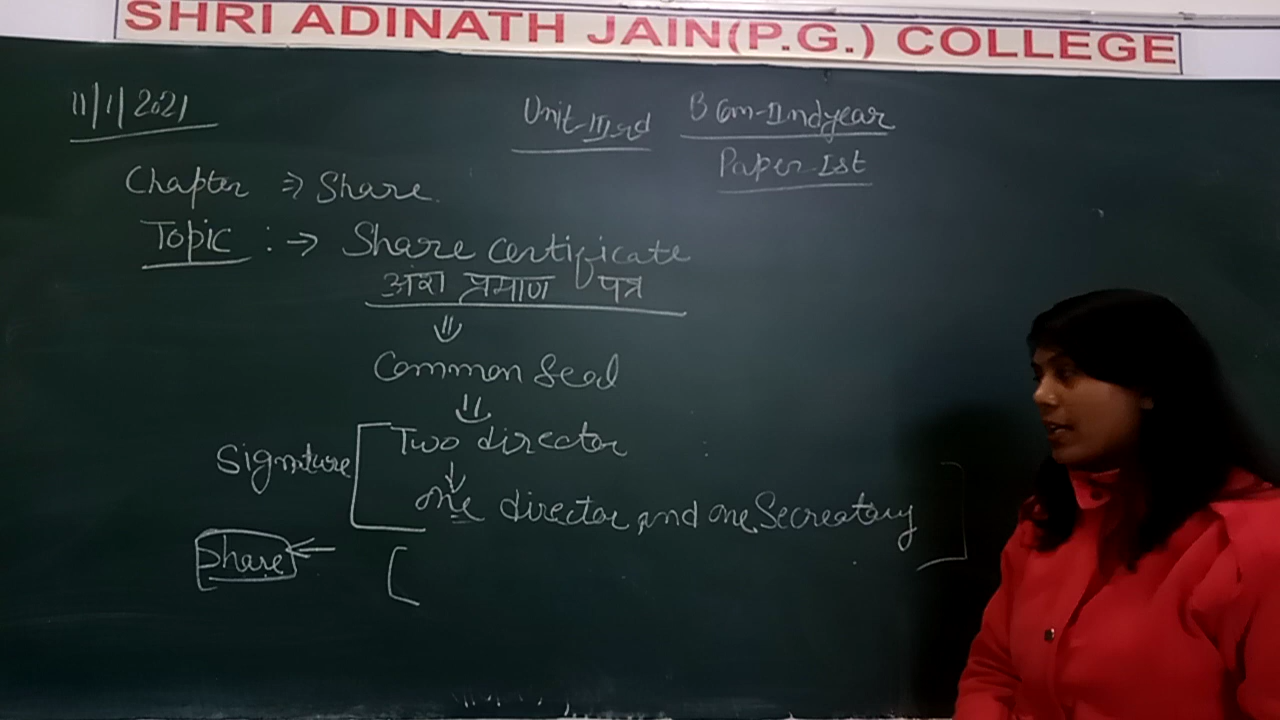 SHRI ADINATH JAIN(P.G.) COLLEGE
11/1/2021
Unit-IIIrd
B Com-IInd year
Paper-Ist
Chapter ⇒ Share
Topic :→ Share certificate
अंश प्रमाण पत्र
⇓
Common Seal
⇓
Signature [ Two director
↓
one director and one Secreatary ]
Share ← [